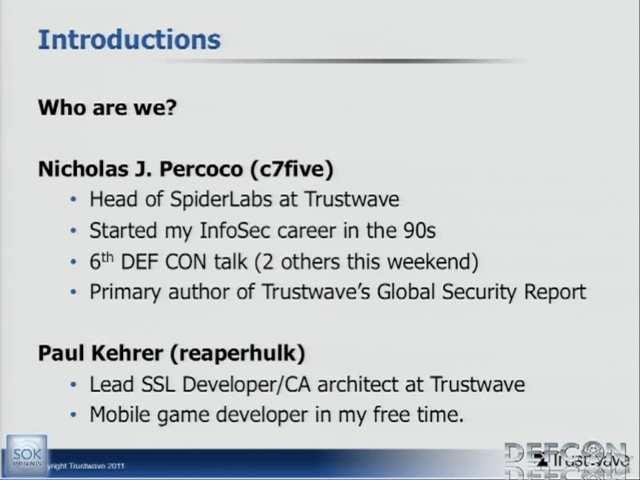 Introductions
Who are we?
Nicholas J. Percoco (c7five)
• Head of SpiderLabs at Trustwave
• Started my InfoSec career in the 90s
• 6th DEF CON talk (2 others this weekend)
• Primary author of Trustwave's Global Security Report
Paul Kehrer (reaperhulk)
• Lead SSL Developer/CA architect at Trustwave
• Mobile game developer in my free time.
SOK
yright Trustwave 2011
DEFCON
Trustwave